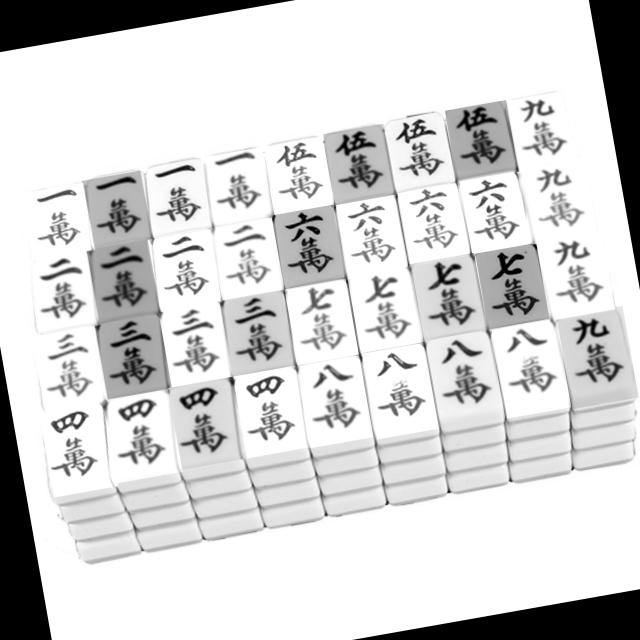 一萬 一萬 一萬 一萬 伍萬 伍萬 伍萬 伍萬 九萬
二萬 二萬 二萬 二萬 六萬 六萬 六萬 六萬 九萬
三萬 三萬 三萬 三萬 七萬 七萬 七萬 七萬 九萬
四萬 四萬 四萬 四萬 八萬 八萬 八萬 八萬 九萬